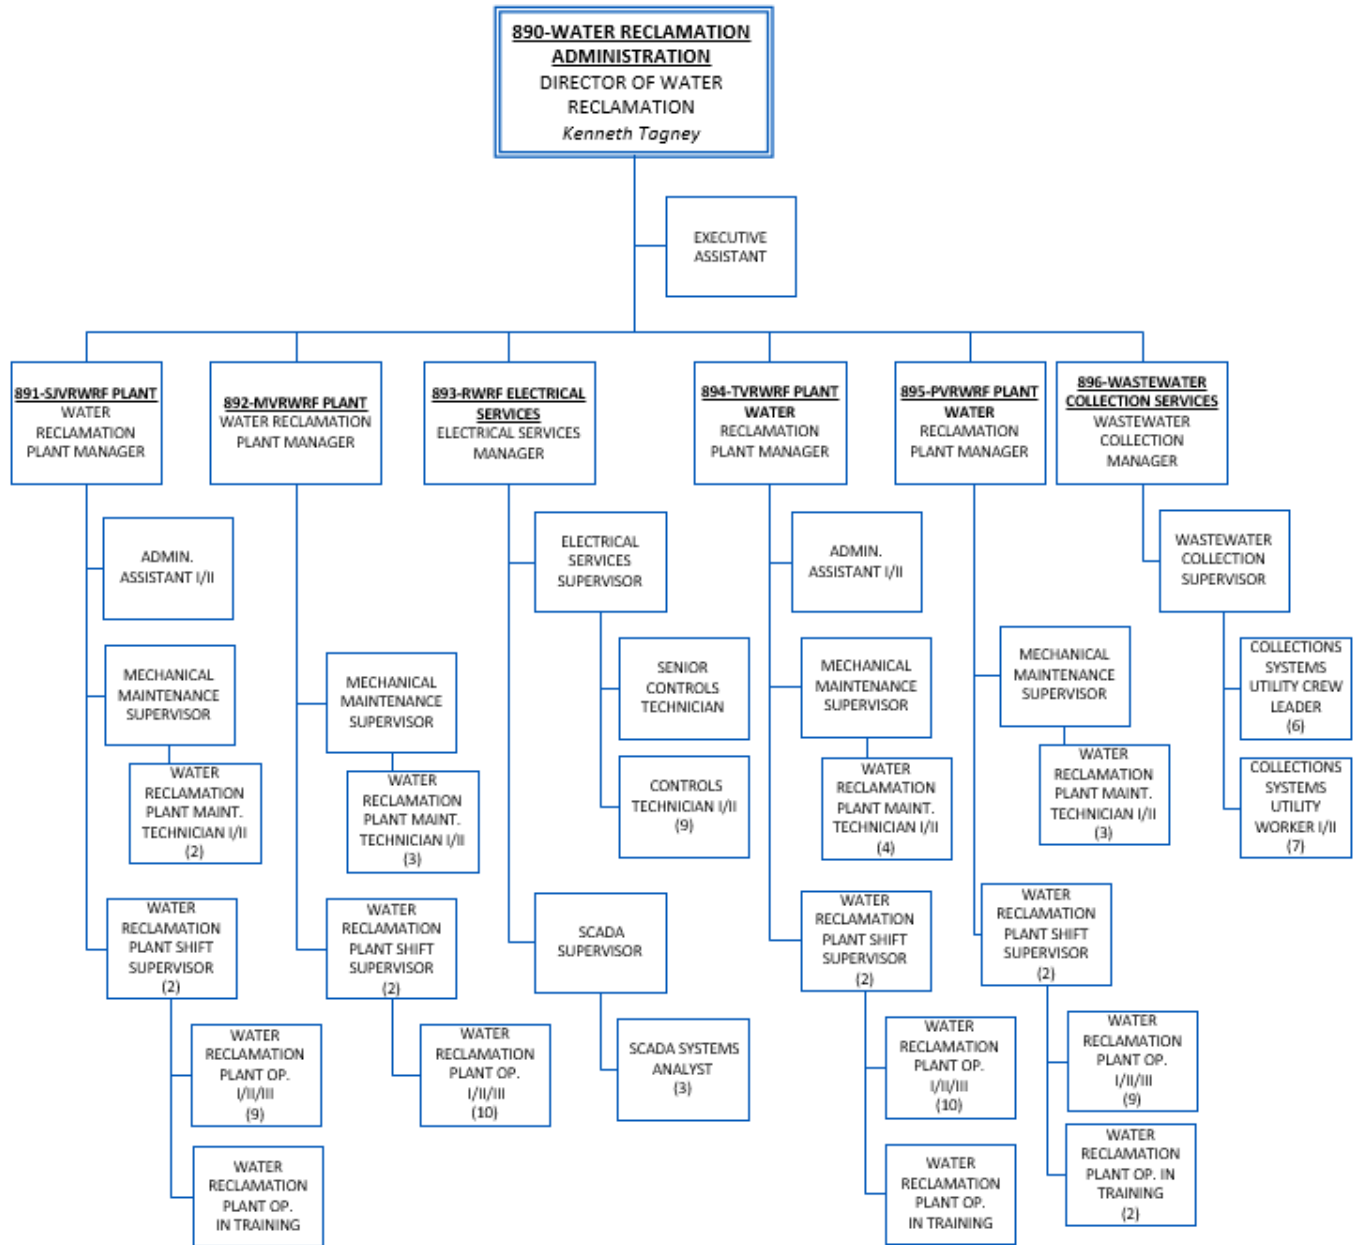 890-WATER RECLAMATION
ADMINISTRATION
DIRECTOR OF WATER
RECLAMATION
Kenneth Tagney
EXECUTIVE
ASSISTANT
891-SJVRWRF PLANT
WATER
RECLAMATION
PLANT MANAGER
892-MVRWRF PLANT
WATER RECLAMATION
PLANT MANAGER
893-RWRF ELECTRICAL
SERVICES
ELECTRICAL SERVICES
MANAGER
894-TVRWRF PLANT
WATER
RECLAMATION
PLANT MANAGER
895-PVRWRF PLANT
WATER
RECLAMATION
PLANT MANAGER
896-WASTEWATER
COLLECTION SERVICES
WASTEWATER
COLLECTION
MANAGER
ADMIN.
ASSISTANT I/II
MECHANICAL
MAINTENANCE
SUPERVISOR
WATER
RECLAMATION
PLANT MAINT.
TECHNICIAN I/II
(2)
WATER
RECLAMATION
PLANT SHIFT
SUPERVISOR
(2)
WATER
RECLAMATION
PLANT OP.
I/II/III
(9)
WATER
RECLAMATION
PLANT OP.
IN TRAINING
MECHANICAL
MAINTENANCE
SUPERVISOR
WATER
RECLAMATION
PLANT MAINT.
TECHNICIAN I/II
(3)
WATER
RECLAMATION
PLANT SHIFT
SUPERVISOR
(2)
WATER
RECLAMATION
PLANT OP.
I/II/III
(10)
ELECTRICAL
SERVICES
SUPERVISOR
SENIOR
CONTROLS
TECHNICIAN
CONTROLS
TECHNICIAN I/II
(9)
SCADA
SUPERVISOR
SCADA SYSTEMS
ANALYST
(3)
ADMIN.
ASSISTANT I/II
MECHANICAL
MAINTENANCE
SUPERVISOR
WATER
RECLAMATION
PLANT MAINT.
TECHNICIAN I/II
(4)
WATER
RECLAMATION
PLANT SHIFT
SUPERVISOR
(2)
WATER
RECLAMATION
PLANT OP.
I/II/III
(10)
WATER
RECLAMATION
PLANT OP.
IN TRAINING
MECHANICAL
MAINTENANCE
SUPERVISOR
WATER
RECLAMATION
PLANT MAINT.
TECHNICIAN I/II
(3)
WATER
RECLAMATION
PLANT SHIFT
SUPERVISOR
(2)
WATER
RECLAMATION
PLANT OP.
I/II/III
(9)
WATER
RECLAMATION
PLANT OP. IN
TRAINING
(2)
WASTEWATER
COLLECTION
SUPERVISOR
COLLECTIONS
SYSTEMS
UTILITY CREW
LEADER
(6)
COLLECTIONS
SYSTEMS
UTILITY
WORKER I/II
(7)